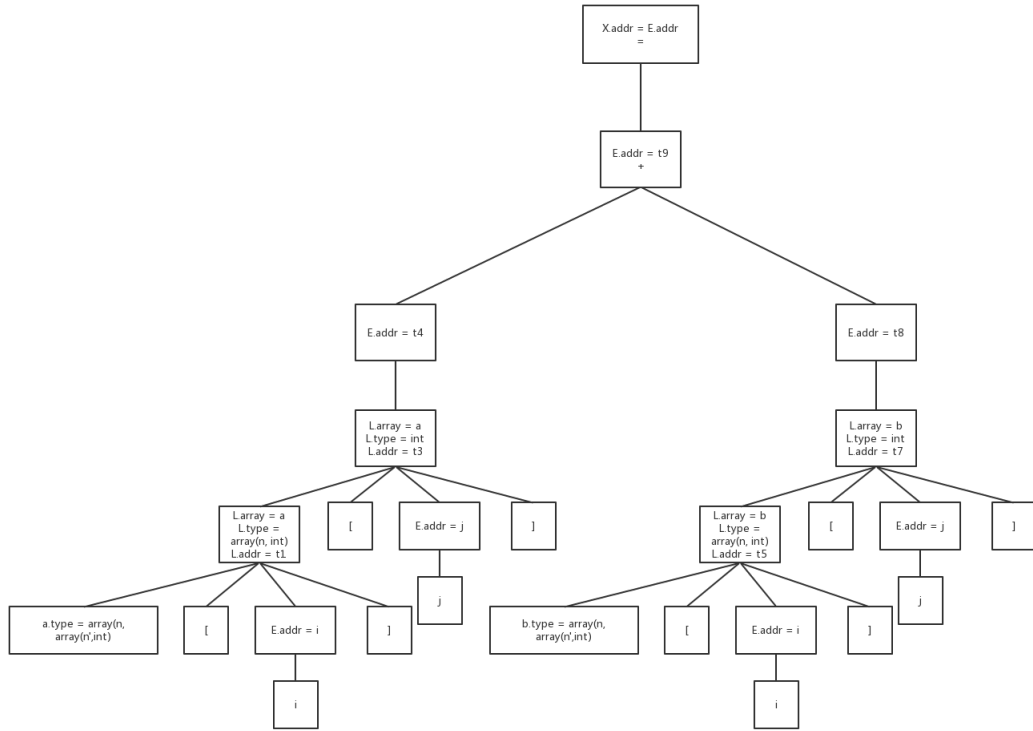 X.addr = E.addr
=
E.addr = t9
+
E.addr = t4
E.addr = t8
L.array = a
L.type = int
L.addr = t3
L.array = b
L.type = int
L.addr = t7
L.array = a
L.type =
array(n, int)
L.addr = t1
[
E.addr = j
]
L.array = b
L.type =
array(n, int)
L.addr = t5
[
E.addr = j
]
j
j
a.type = array(n,
array(n',int)
[
E.addr = i
]
b.type = array(n,
array(n',int)
[
E.addr = i
]
i
i